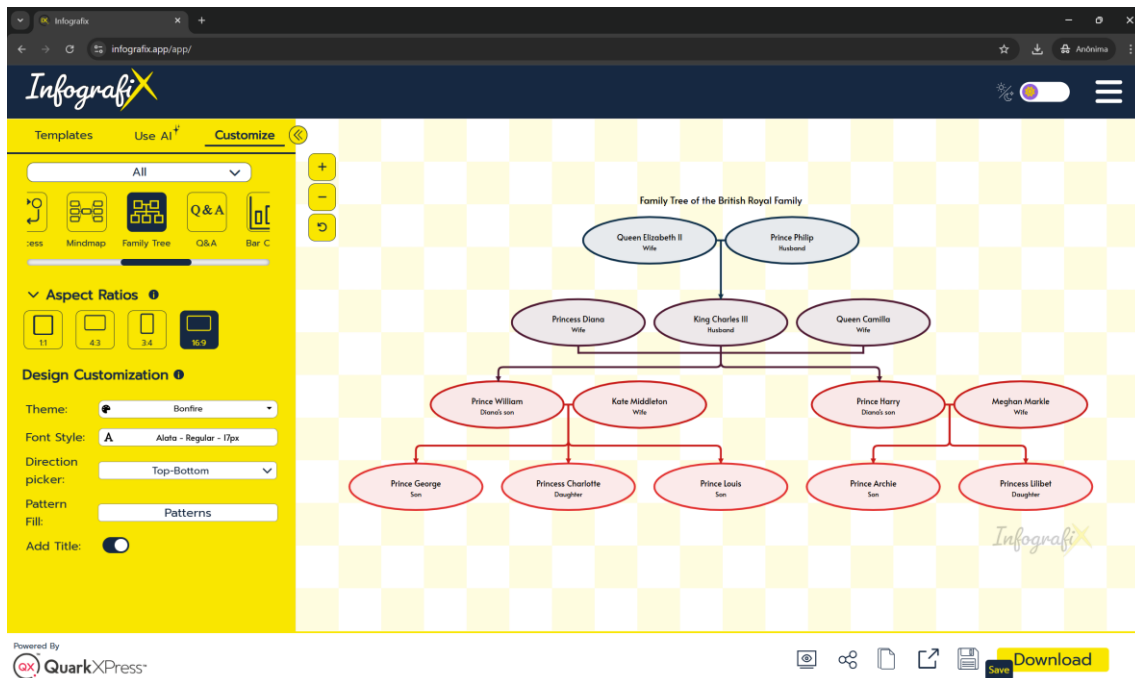 Infografix
infografix.app/app/
Anónima
Infografix
Templates
Use AI
Customize
All
:ess
Mindmap
Family Tree
Q&A
Q&A
Bar C
Aspect Ratios
1:1
4:3
3:4
16:9
Design Customization
Theme:
Bonfire
Font Style:
A
Alata - Regular - 17px
Direction
picker:
Top-Bottom
Pattern
Fill:
Patterns
Add Title:
Family Tree of the British Royal Family
Queen Elizabeth II
Wife
Prince Philip
Husband
Princess Diana
Wife
King Charles III
Husband
Queen Camilla
Wife
Prince William
Diana's son
Kate Middleton
Wife
Prince Harry
Diana's son
Meghan Markle
Wife
Prince George
Son
Princess Charlotte
Daughter
Prince Louis
Son
Prince Archie
Son
Princess Lilibet
Daughter
Infografix
Powered By
QX QuarkXPress
Save
Download